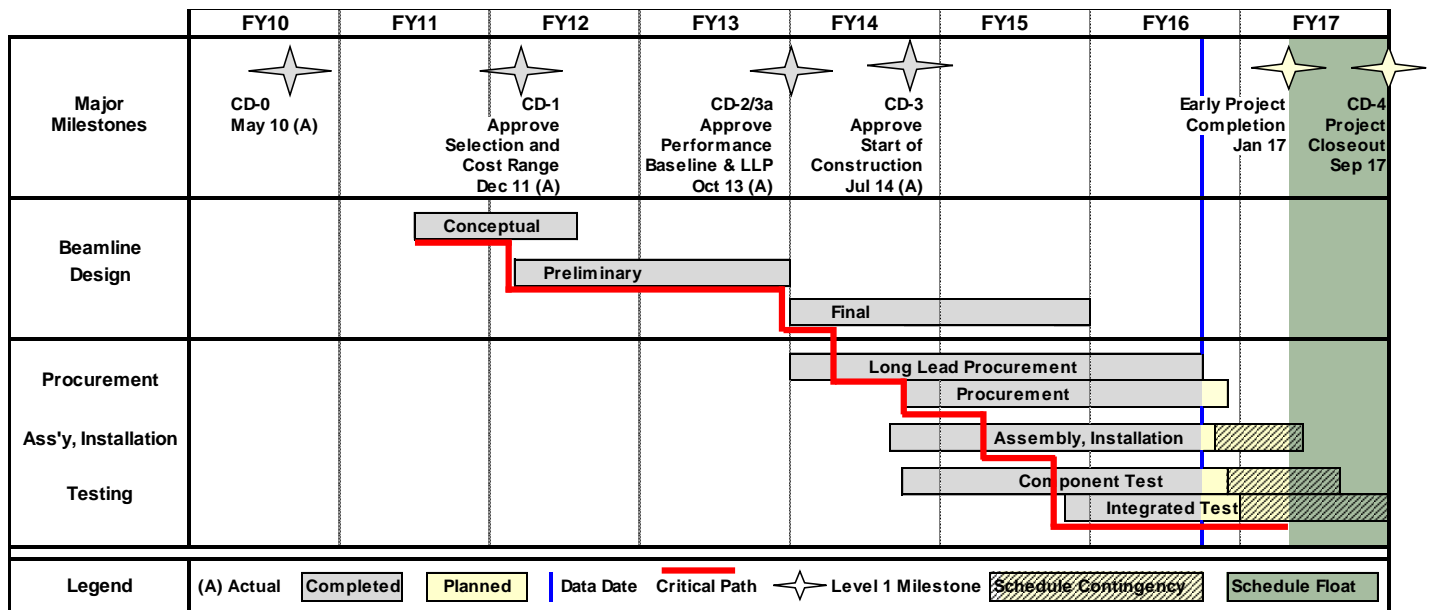 FY10 FY11 FY12 FY13 FY14 FY15 FY16 FY17
Major
Milestones
CD-0
May 10 (A)
CD-1
Approve
Selection and
Cost Range
Dec 11 (A)
CD-2/3a
Approve
Performance
Baseline & LLP
Oct 13 (A)
CD-3
Approve
Start of
Construction
Jul 14 (A)
Early Project
Completion
Jan 17
CD-4
Project
Closeout
Sep 17
Beamline
Design
Conceptual
Preliminary
Final
Procurement
Long Lead Procurement
Procurement
Ass'y, Installation
Assembly, Installation
Testing
Component Test
Integrated Test
Legend
(A) Actual
Completed
Planned
Data Date
Critical Path
Level 1 Milestone
Schedule Contingency
Schedule Float